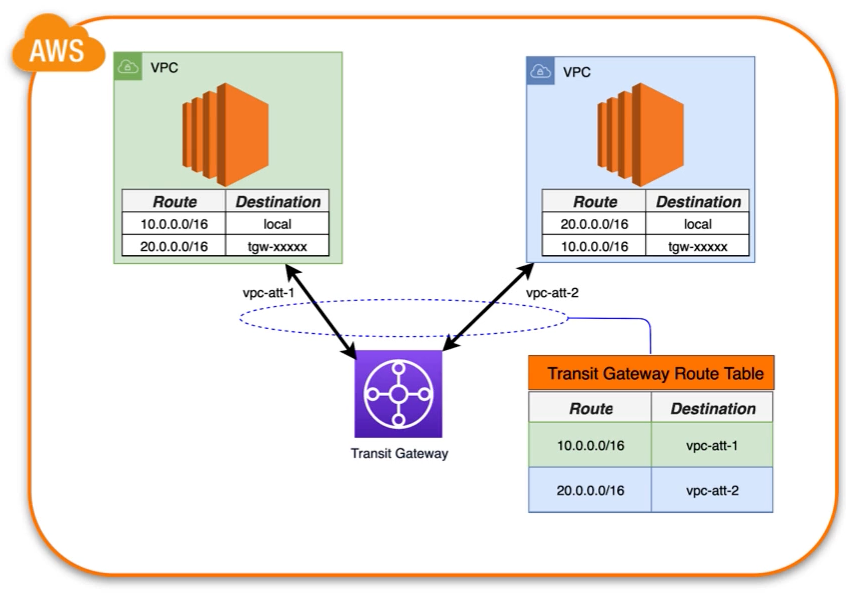 AWS
VPC
Route Destination
10.0.0.0/16 local
20.0.0.0/16 tgw-xxxxx
VPC
Route Destination
20.0.0.0/16 local
10.0.0.0/16 tgw-xxxxx
vpc-att-1
vpc-att-2
Transit Gateway
Transit Gateway Route Table
Route Destination
10.0.0.0/16 vpc-att-1
20.0.0.0/16 vpc-att-2